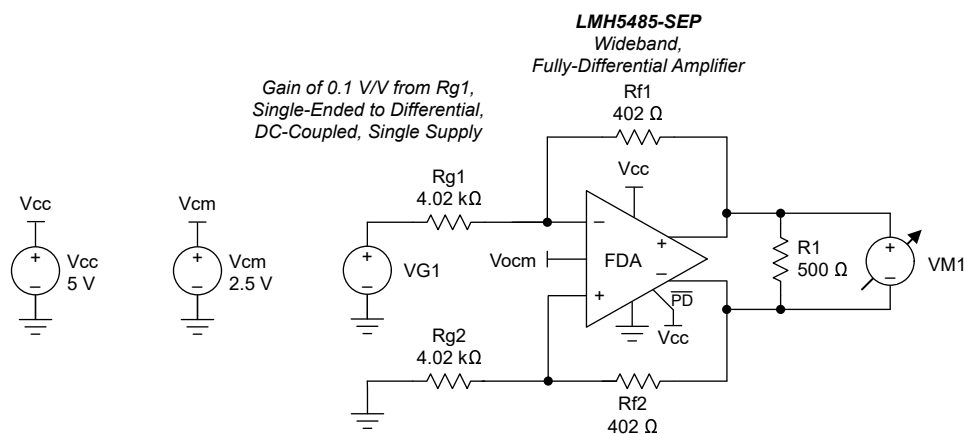 LMH5485-SEP
Wideband,
Fully-Differential Amplifier
Gain of 0.1 V/V from Rg1,
Single-Ended to Differential,
DC-Coupled, Single Supply
Rf1
402 Ω
Vcc
Rg1
4.02 kΩ
Vcc
Vcm
−
+
Vcc
5 V
−
+
Vcm
2.5 V
−
+
VG1
−
Vocm
FDA
+
−
+
PD
Vcc
R1
500 Ω
+
VM1
−
Rg2
4.02 kΩ
Rf2
402 Ω